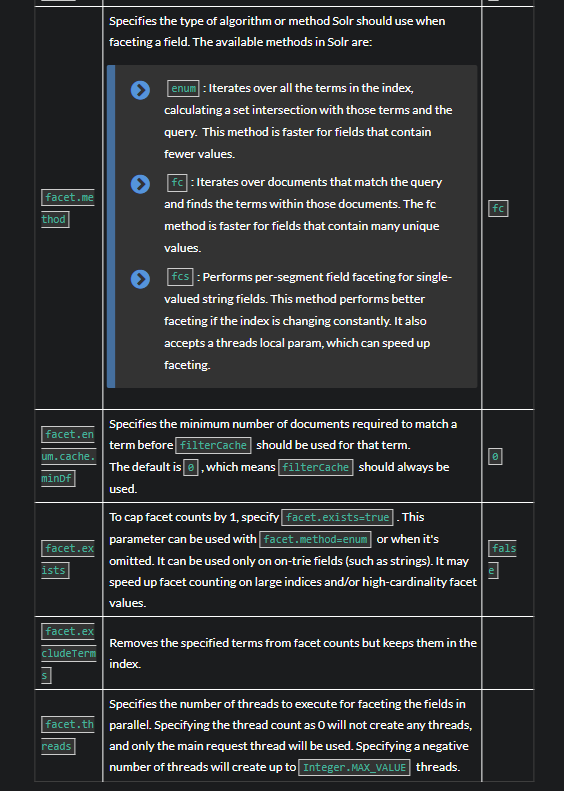 Specifies the type of algorithm or method Solr should use when
faceting a field. The available methods in Solr are:
enum : Iterates over all the terms in the index,
calculating a set intersection with those terms and the
query. This method is faster for fields that contain
fewer values.
fc : Iterates over documents that match the query
and finds the terms within those documents. The fc
method is faster for fields that contain many unique
values.
fcs : Performs per-segment field faceting for single-
valued string fields. This method performs better
faceting if the index is changing constantly. It also
accepts a threads local param, which can speed up
faceting.
facet.me
thod
fc
facet.en
um.cache.
minDf
Specifies the minimum number of documents required to match a
term before filterCache should be used for that term.
The default is 0 , which means filterCache should always be
used.
0
facet.ex
ists
To cap facet counts by 1, specify facet.exists=true . This
parameter can be used with facet.method=enum or when it's
omitted. It can be used only on on-trie fields (such as strings). It may
speed up facet counting on large indices and/or high-cardinality facet
values.
fals
e
facet.ex
cludeTerm
s
Removes the specified terms from facet counts but keeps them in the
index.
facet.th
reads
Specifies the number of threads to execute for faceting the fields in
parallel. Specifying the thread count as 0 will not create any threads,
and only the main request thread will be used. Specifying a negative
number of threads will create up to Integer.MAX_VALUE threads.